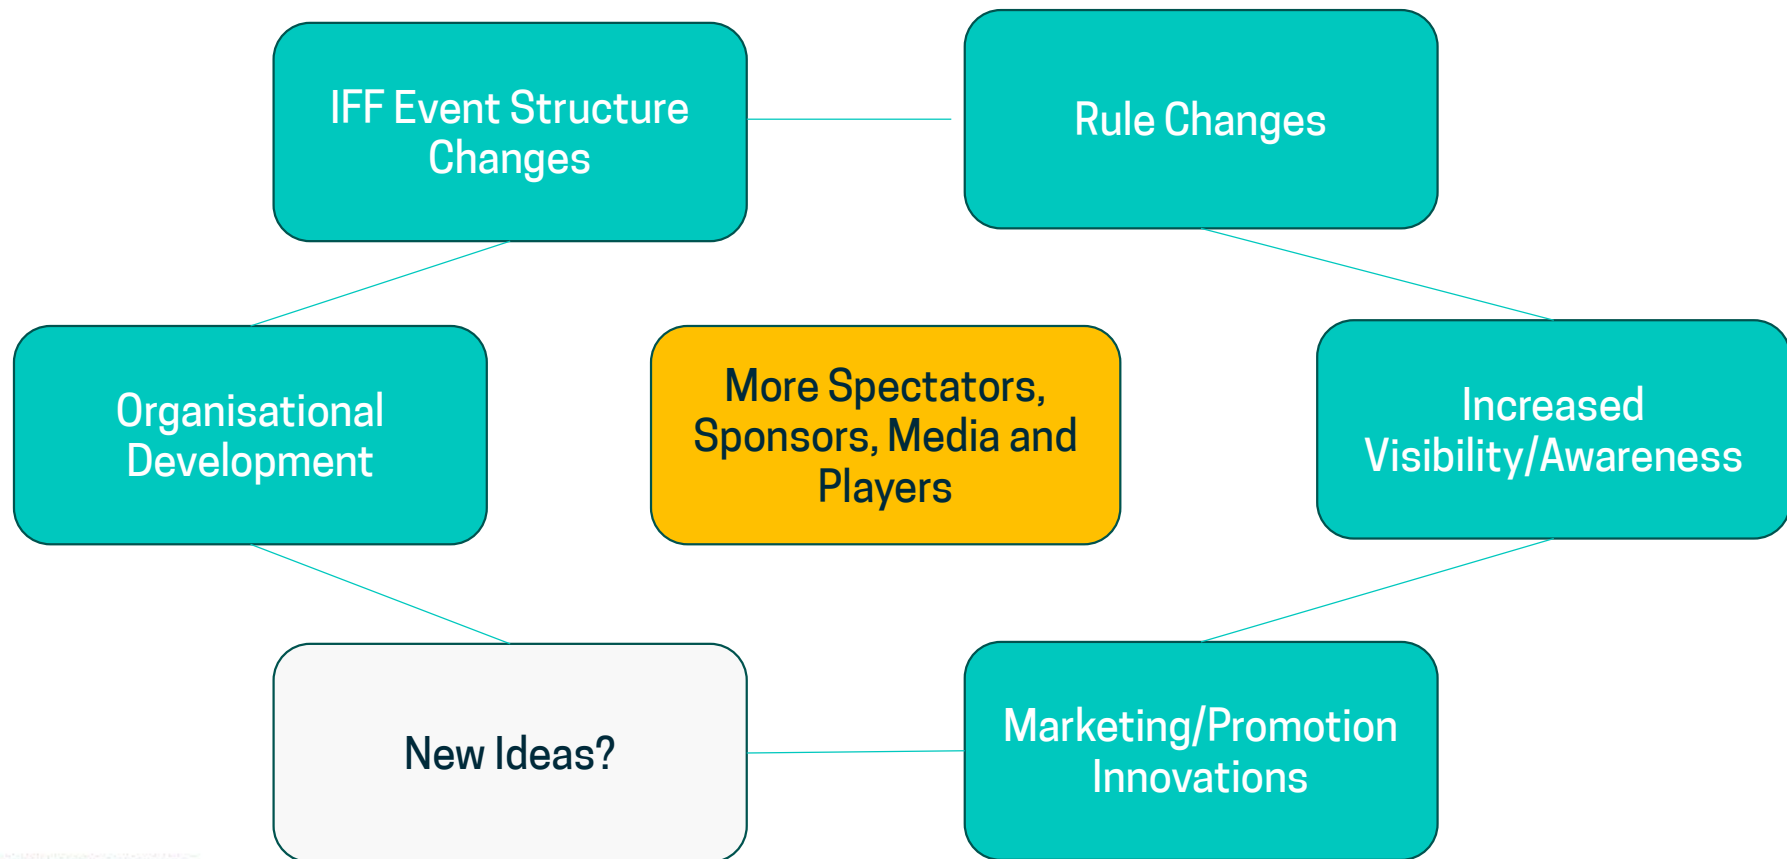 IFF Event Structure
Changes
Rule Changes
Organisational
Development
More Spectators,
Sponsors, Media and
Players
Increased
Visibility/Awareness
New Ideas?
Marketing/Promotion
Innovations